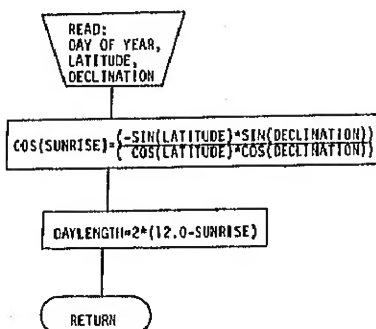 READ:
DAY OF YEAR,
LATITUDE,
DECLINATION
COS(SUNRISE)=(-SIN(LATITUDE)*SIN(DECLINATION))
( COS(LATITUDE)*COS(DECLINATION))
DAYLENGTH=2*(12.0-SUNRISE)
RETURN